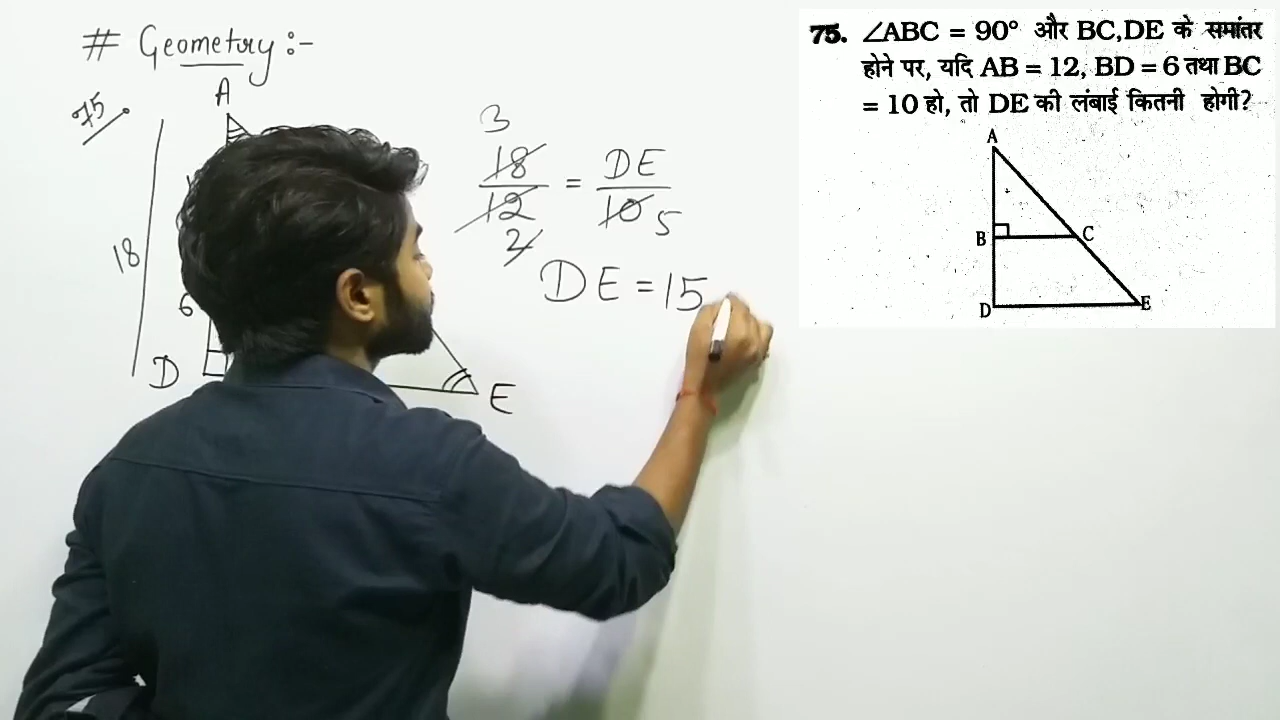 # Geometry :-
75.
A
18
6
D
E
3
18/12 = DE/10
2 5
DE = 15
75. ∠ABC = 90° और BC,DE के समांतर
होने पर, यदि AB = 12, BD = 6 तथा BC
= 10 हो, तो DE की लंबाई कितनी होगी?
A
B C
D E